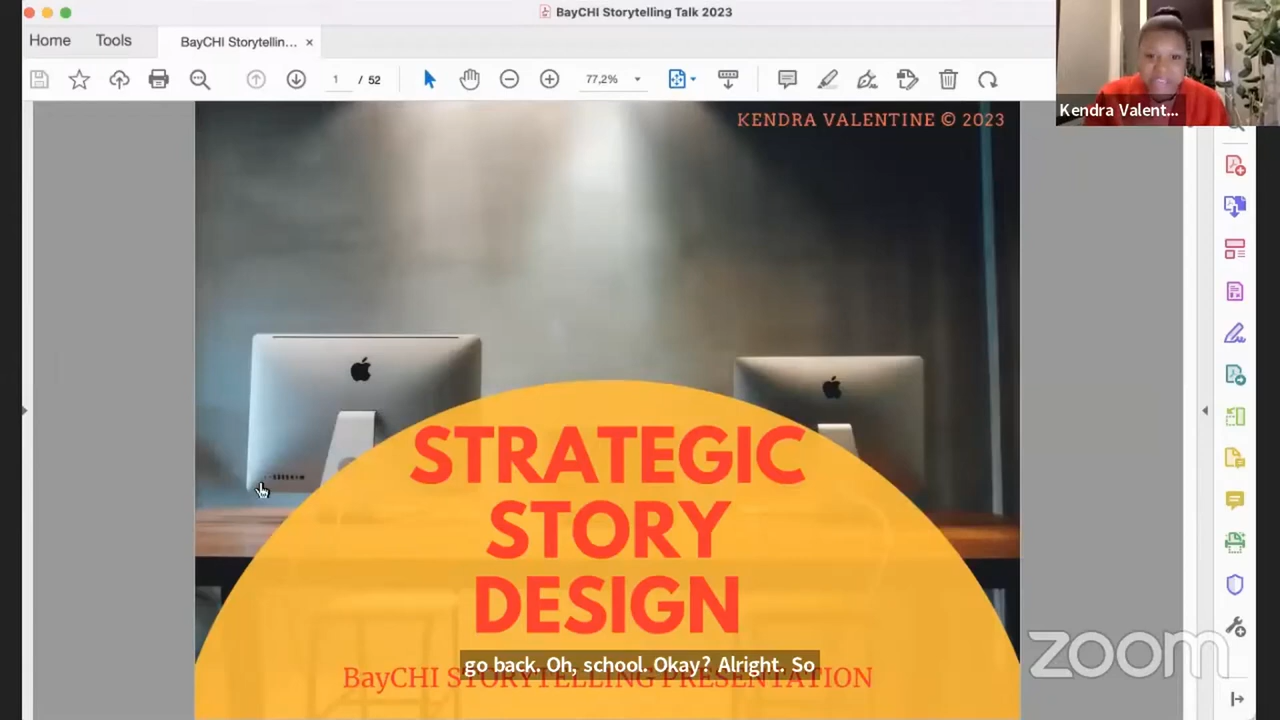 BayCHI Storytelling Talk 2023
Home
Tools
BayCHI Storytellin... ×
1 / 52
77,2%
Kendra Valent...
KENDRA VALENTINE © 2023
STRATEGIC
STORY
DESIGN
go back. Oh, school. Okay? Alright. So
BayCHI STORYTELLING PRESENTATION
zoom